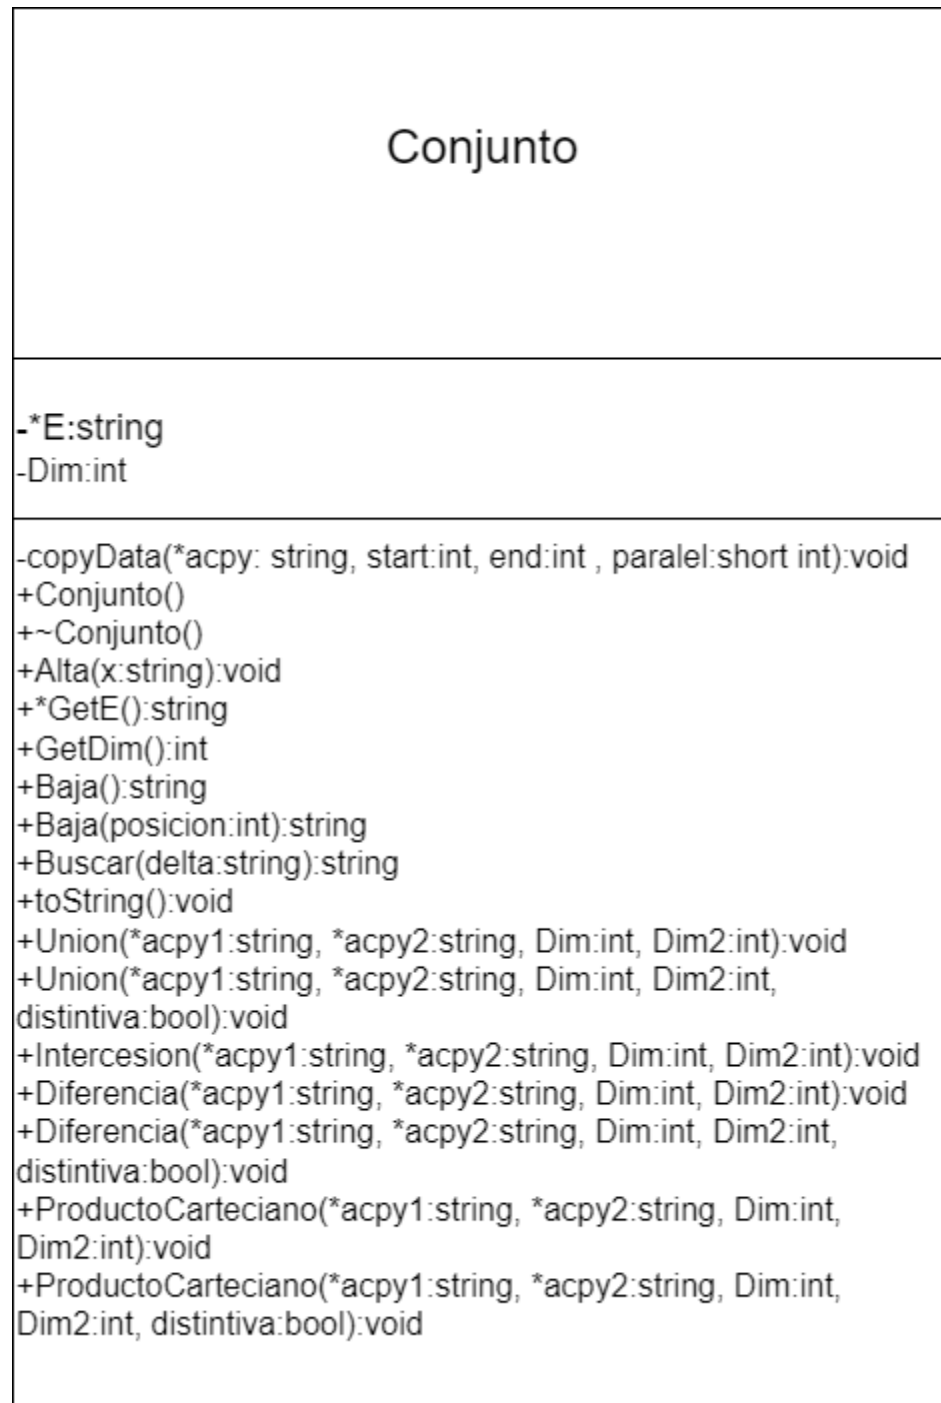 Conjunto
-*E:string
-Dim:int
-copyData(*acpy: string, start:int, end:int , paralel:short int):void
+Conjunto()
+~Conjunto()
+Alta(x:string):void
+*GetE():string
+GetDim():int
+Baja():string
+Baja(posicion:int):string
+Buscar(delta:string):string
+toString():void
+Union(*acpy1:string, *acpy2:string, Dim:int, Dim2:int):void
+Union(*acpy1:string, *acpy2:string, Dim:int, Dim2:int,
distintiva:bool):void
+Intercesion(*acpy1:string, *acpy2:string, Dim:int, Dim2:int):void
+Diferencia(*acpy1:string, *acpy2:string, Dim:int, Dim2:int):void
+Diferencia(*acpy1:string, *acpy2:string, Dim:int, Dim2:int,
distintiva:bool):void
+ProductoCarteciano(*acpy1:string, *acpy2:string, Dim:int,
Dim2:int):void
+ProductoCarteciano(*acpy1:string, *acpy2:string, Dim:int,
Dim2:int, distintiva:bool):void